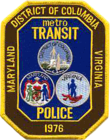 DISTRICT OF COLUMBIA
MARYLAND
metro
VIRGINIA
TRANSIT
POLICE
1976